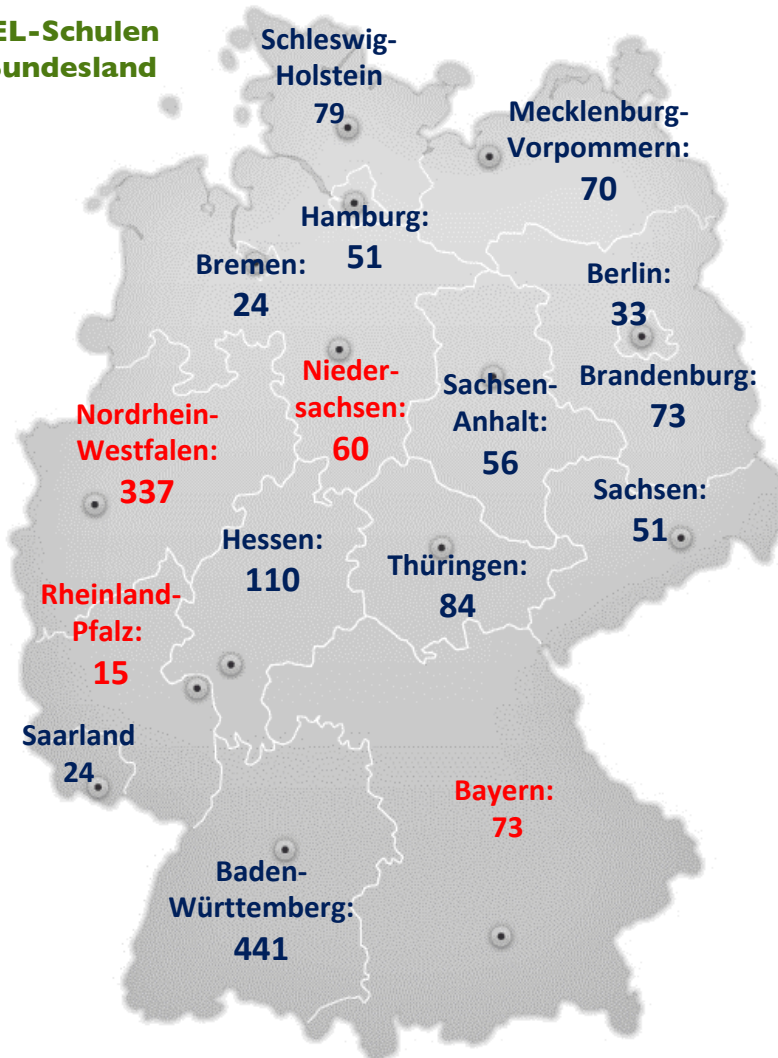 EL-Schulen
Bundesland
Schleswig-
Holstein
79
Mecklenburg-
Vorpommern:
70
Hamburg:
51
Bremen:
24
Berlin:
33
Nieder-
sachsen:
60
Sachsen-
Anhalt:
56
Brandenburg:
73
Nordrhein-
Westfalen:
337
Sachsen:
51
Hessen:
110
Thüringen:
84
Rheinland-
Pfalz:
15
Saarland
24
Bayern:
73
Baden-
Württemberg:
441